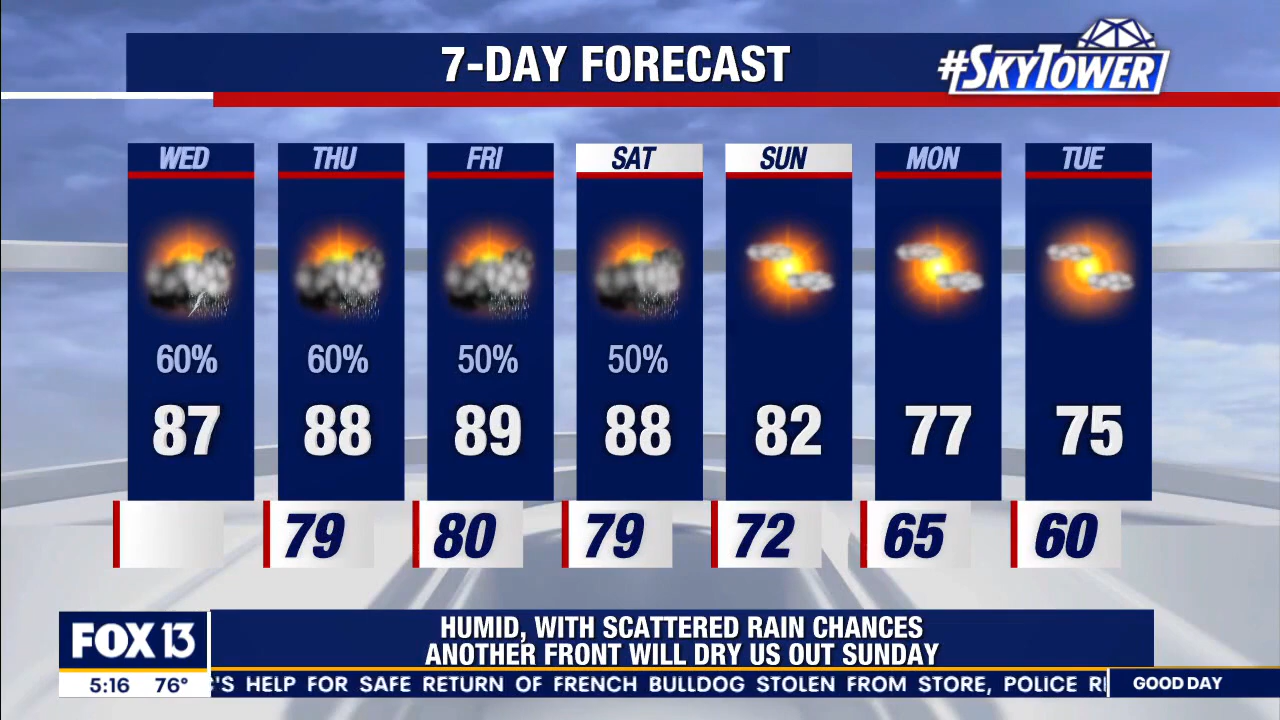 7-DAY FORECAST
#SKYTOWER
WED THU FRI SAT SUN MON TUE
60% 60% 50% 50%
87 88 89 88 82 77 75
79 80 79 72 65 60
HUMID, WITH SCATTERED RAIN CHANCES
ANOTHER FRONT WILL DRY US OUT SUNDAY
FOX 13
5:16 76° 'S HELP FOR SAFE RETURN OF FRENCH BULLDOG STOLEN FROM STORE, POLICE GOOD DAY